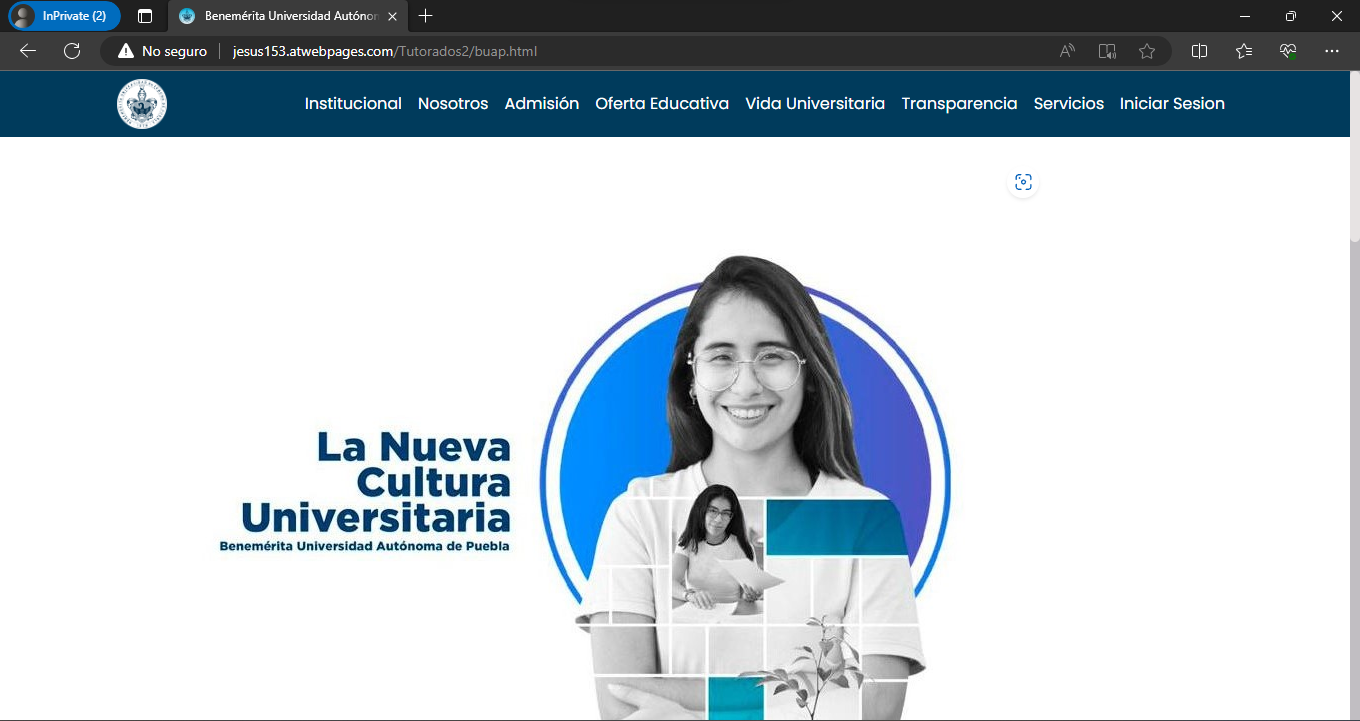 InPrivate (2)
Benemérita Universidad Autónon
No seguro
jesus153.atwebpages.com/Tutorados2/buap.html
Institucional Nosotros Admisión Oferta Educativa Vida Universitaria Transparencia Servicios Iniciar Sesion
La Nueva
Cultura
Universitaria
Benemérita Universidad Autónoma de Puebla